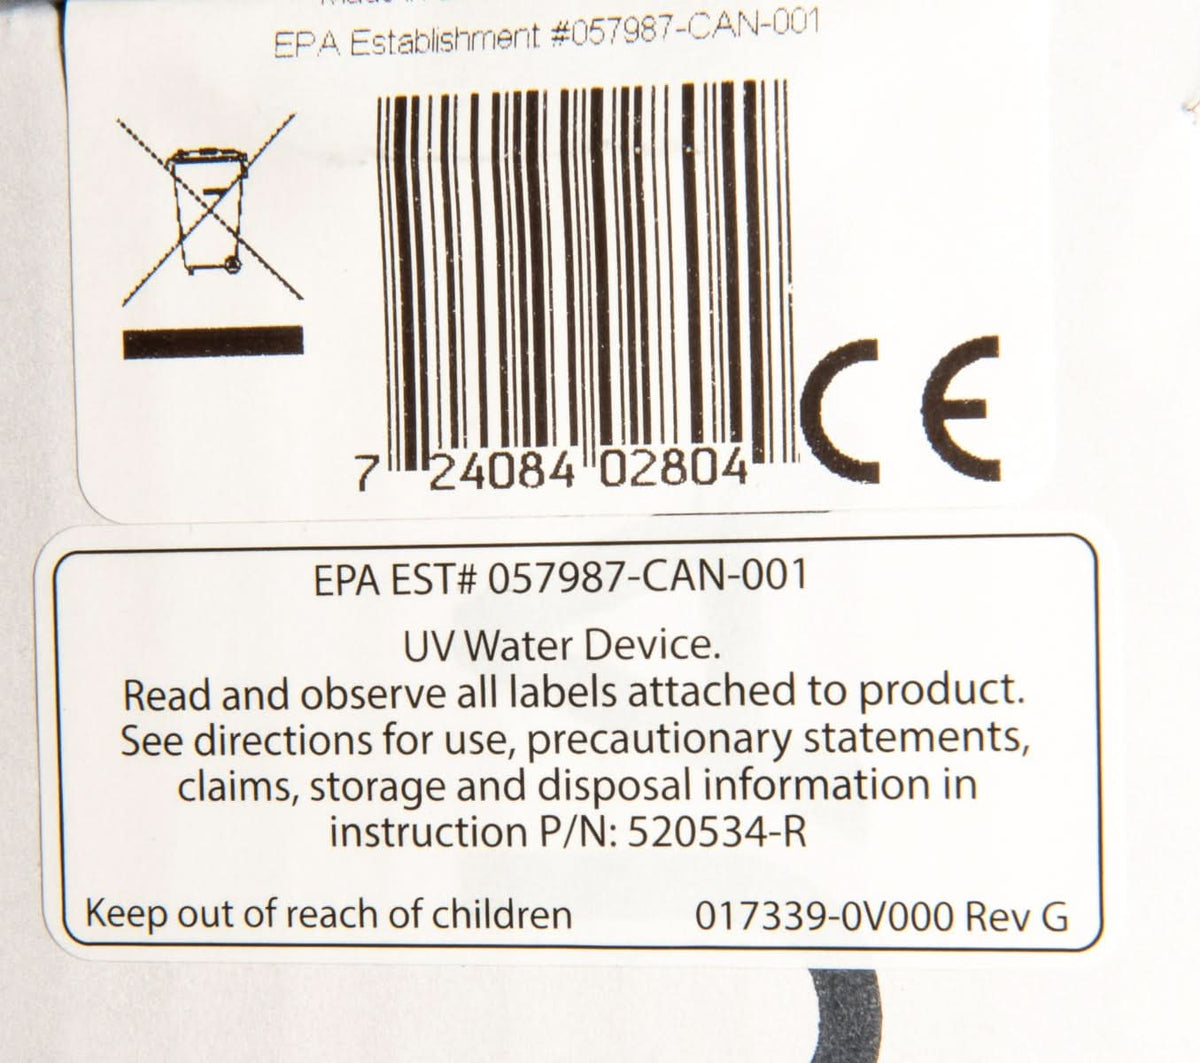 EPA Establishment #057987-CAN-001
7 24084 02804
CE
EPA EST# 057987-CAN-001
UV Water Device.
Read and observe all labels attached to product.
See directions for use, precautionary statements,
claims, storage and disposal information in
instruction P/N: 520534-R
Keep out of reach of children 017339-0V000 Rev G